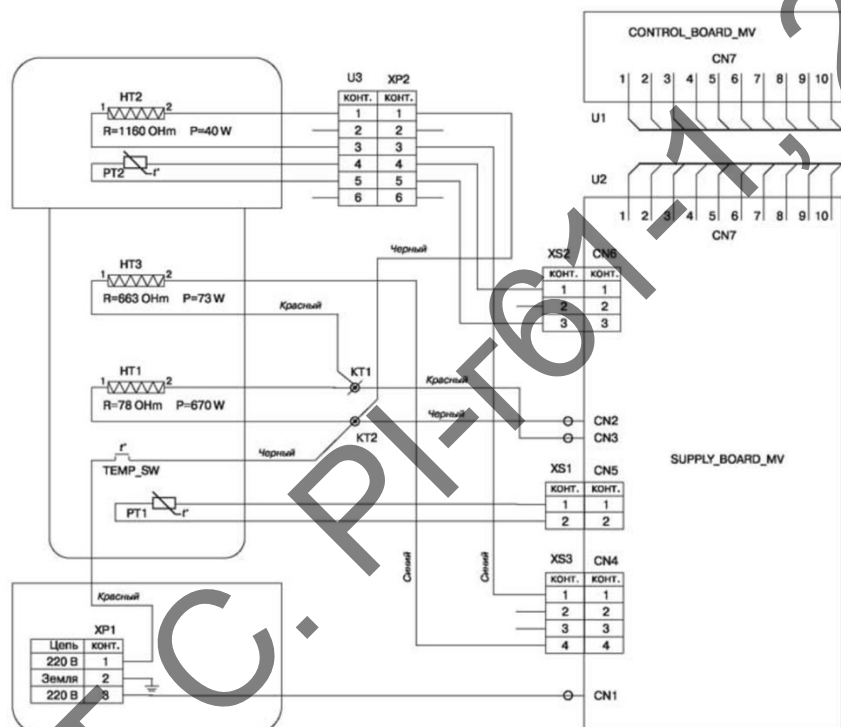 CONTROL_BOARD_MV
CN7
1 2 3 4 5 6 7 8 9 10
U1
U2
1 2 3 4 5 6 7 8 9 10
CN7
HT2
1 2
R=1160 OHm P=40 W
PT2 t°
U3 XP2
КОНТ. КОНТ.
1 1
2 2
3 3
4 4
5 5
6 6
Черный
XS2 CN6
КОНТ. КОНТ.
1 1
2 2
3 3
HT3
1 2
R=663 OHm P=73 W
Красный
KT1
HT1
1 2
R=78 OHm P=670 W
Красный
Черный
KT2
CN2
CN3
t°
TEMP_SW
Черный
SUPPLY_BOARD_MV
PT1 t°
XS1 CN5
КОНТ. КОНТ.
1 1
2 2
Синий
Синий
XS3 CN4
КОНТ. КОНТ.
1 1
2 2
3 3
4 4
Красный
XP1
Цепь КОНТ.
220 В 1
Земля 2
220 В 3
CN1